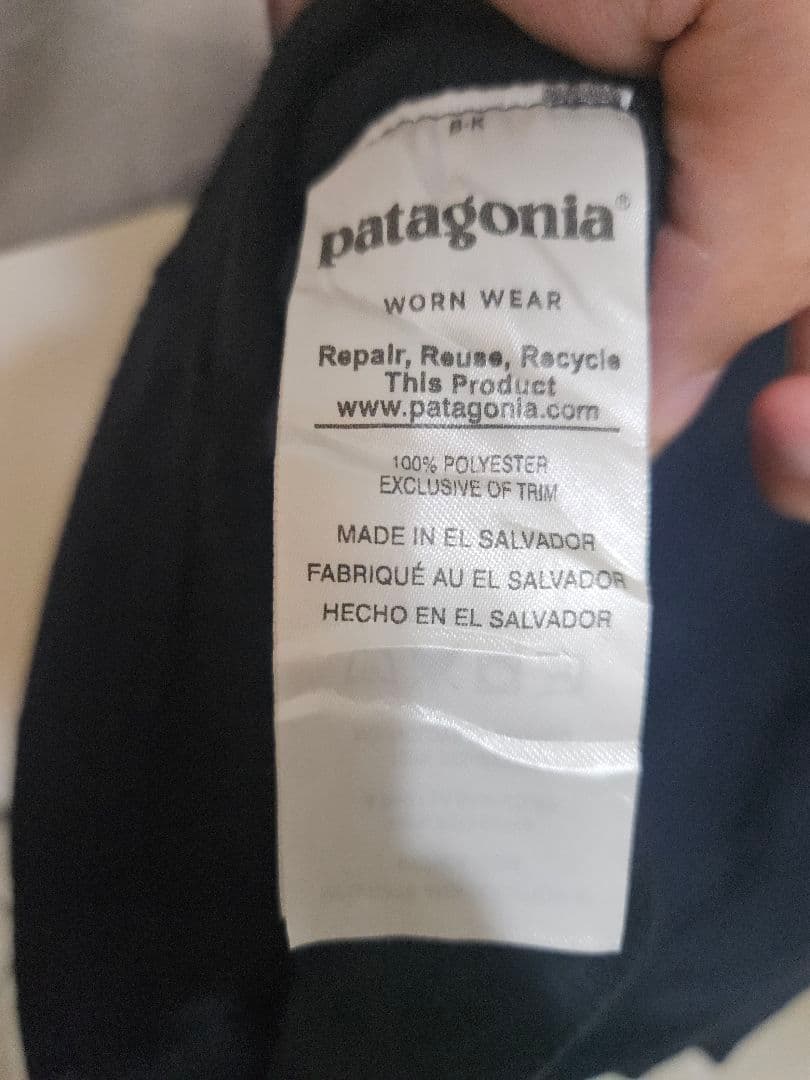 B-K
patagonia®
WORN WEAR
Repair, Reuse, Recycle
This Product
www.patagonia.com
100% POLYESTER
EXCLUSIVE OF TRIM
MADE IN EL SALVADOR
FABRIQUÉ AU EL SALVADOR
HECHO EN EL SALVADOR